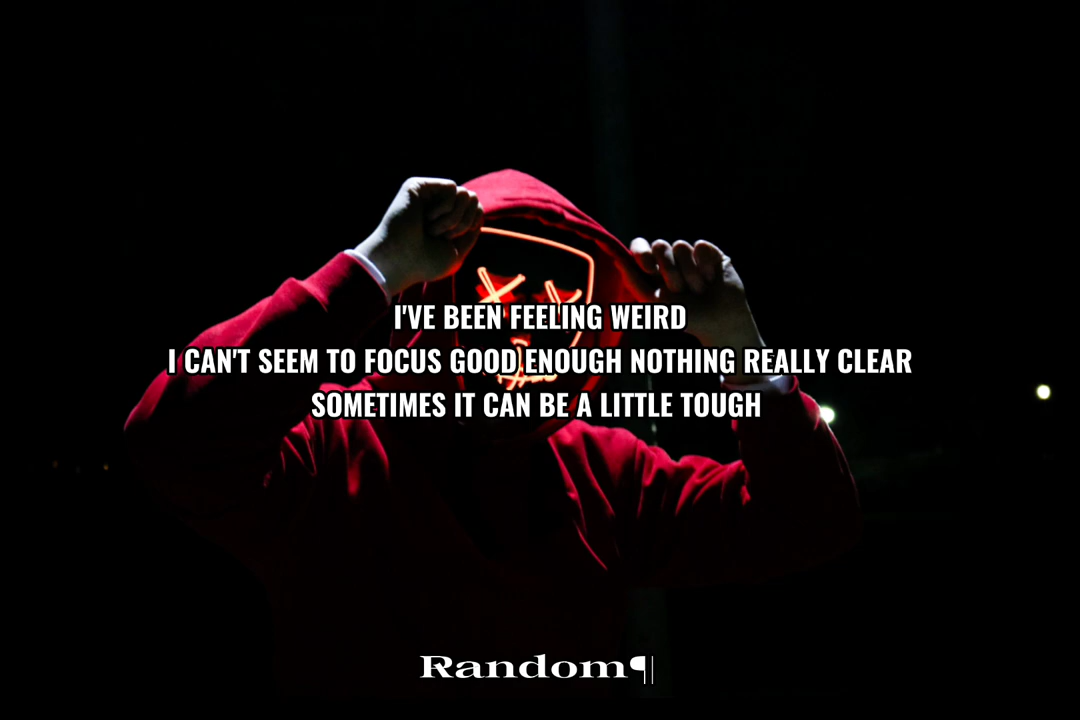 I'VE BEEN FEELING WEIRD
I CAN'T SEEM TO FOCUS GOOD ENOUGH NOTHING REALLY CLEAR
SOMETIMES IT CAN BE A LITTLE TOUGH
Random¶